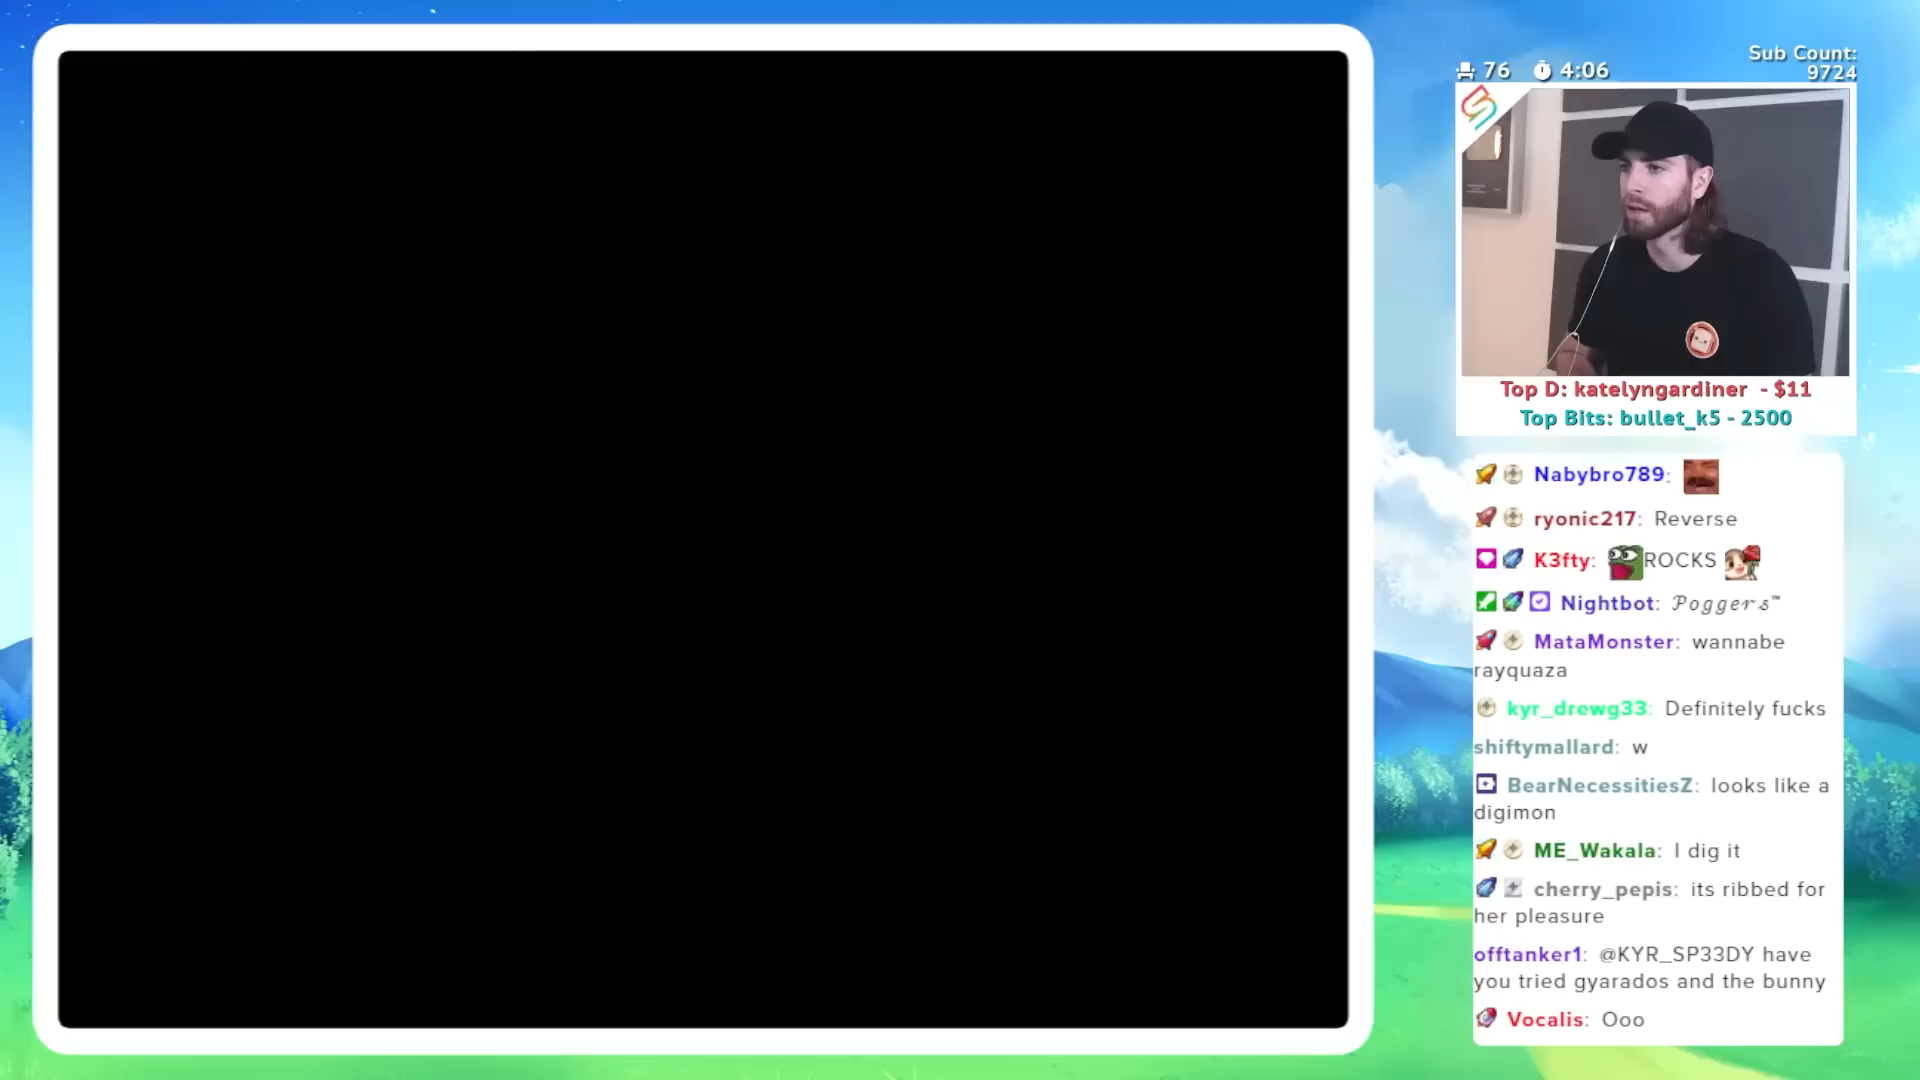 76 4:06
Sub Count:
9724
Top D: katelyngardiner - $11
Top Bits: bullet_k5 - 2500
Nabybro789:
ryonic217: Reverse
K3fty: ROCKS
Nightbot: 𝒫𝑜𝑔𝑔𝑒𝓇𝓈™
MataMonster: wannabe
rayquaza
kyr_drewg33: Definitely fucks
shiftymallard: w
BearNecessitiesZ: looks like a
digimon
ME_Wakala: I dig it
cherry_pepis: its ribbed for
her pleasure
offtanker1: @KYR_SP33DY have
you tried gyarados and the bunny
Vocalis: Ooo